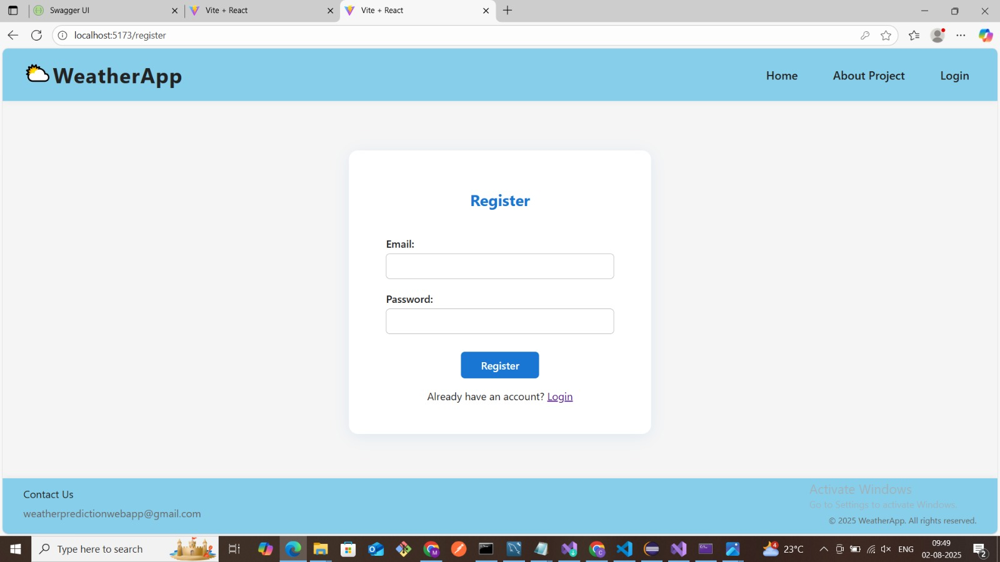 Swagger UI
Vite + React
Vite + React
localhost:5173/register
WeatherApp
Home
About Project
Login
Register
Email:
Password:
Register
Already have an account? Login
Contact Us
weatherpredictionwebapp@gmail.com
Activate Windows
Go to Settings to activate Windows.
© 2025 WeatherApp. All rights reserved.
Type here to search
M
C
4
23°C
ENG
09:49
02-08-2025
2